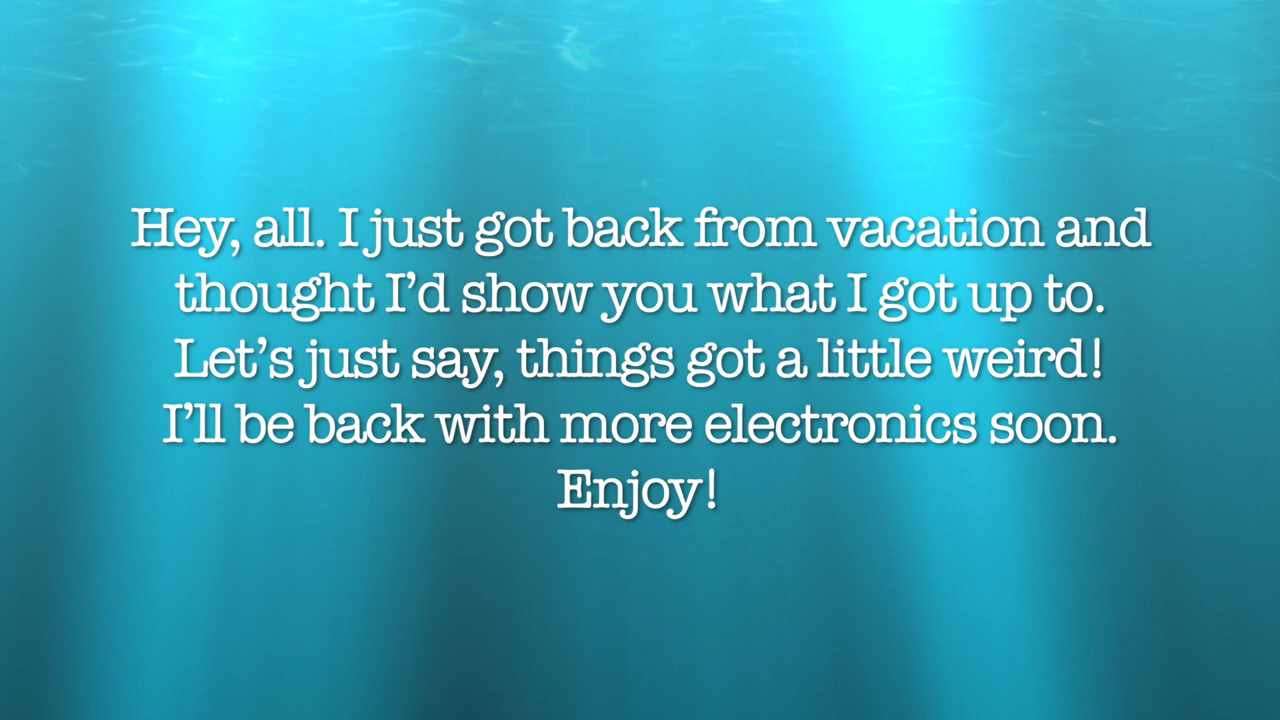 Hey, all. I just got back from vacation and
thought I’d show you what I got up to.
Let’s just say, things got a little weird!
I’ll be back with more electronics soon.
Enjoy!